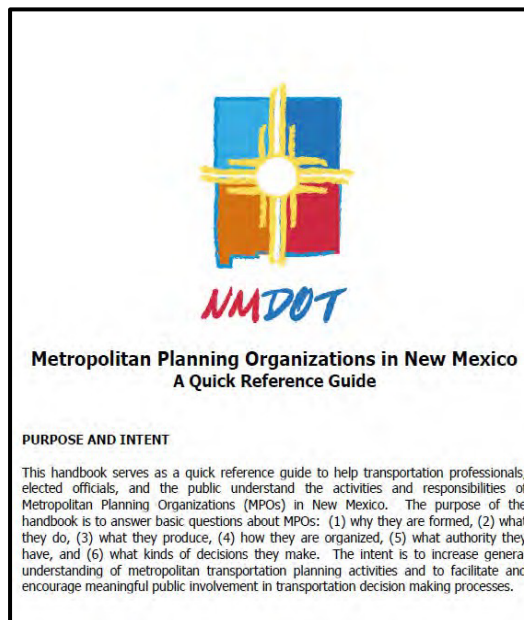 NMDOT
Metropolitan Planning Organizations in New Mexico
A Quick Reference Guide
PURPOSE AND INTENT
This handbook serves as a quick reference guide to help transportation professionals,
elected officials, and the public understand the activities and responsibilities of
Metropolitan Planning Organizations (MPOs) in New Mexico. The purpose of the
handbook is to answer basic questions about MPOs: (1) why they are formed, (2) what
they do, (3) what they produce, (4) how they are organized, (5) what authority they
have, and (6) what kinds of decisions they make. The intent is to increase genera
understanding of metropolitan transportation planning activities and to facilitate and
encourage meaningful public involvement in transportation decision making processes.